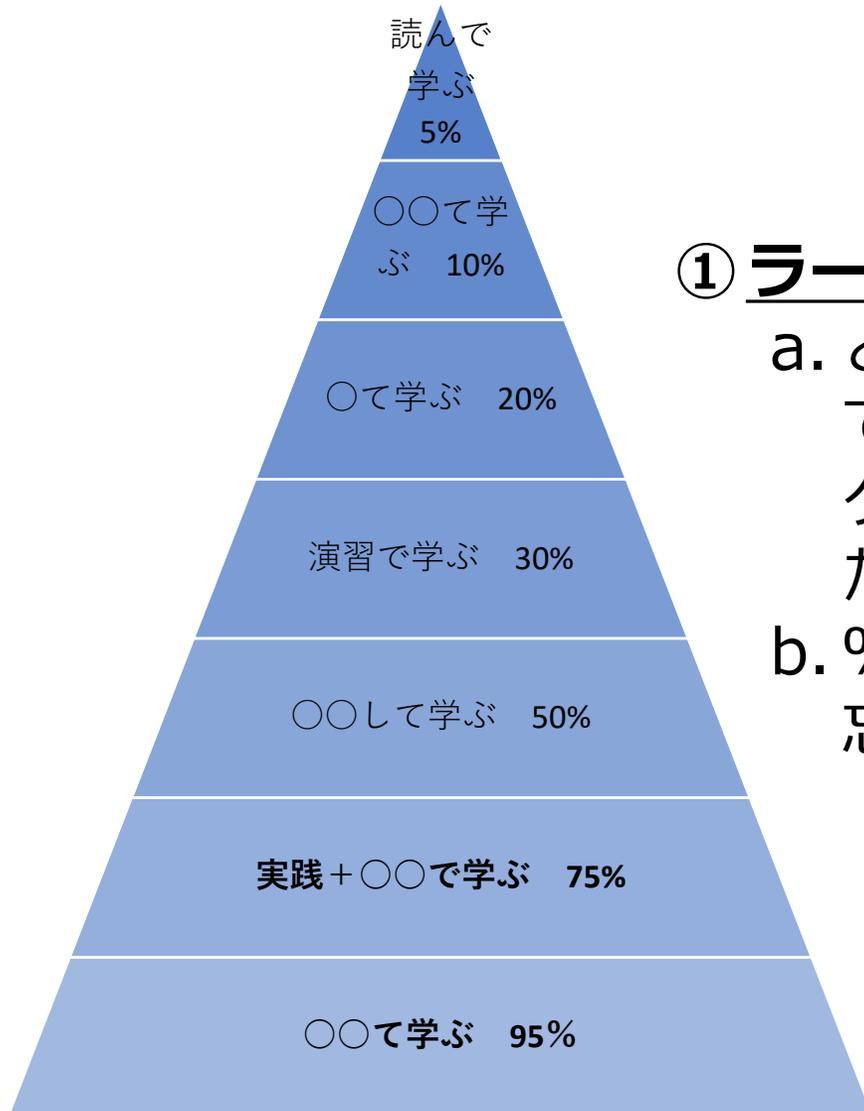 読んで
学ぶ
5%
○○て学
ぶ 10%
○て学ぶ 20%
演習で学ぶ 30%
○○して学ぶ 50%
実践＋○○で学ぶ 75%
○○て学ぶ 95％
① ラー
a.
b. %